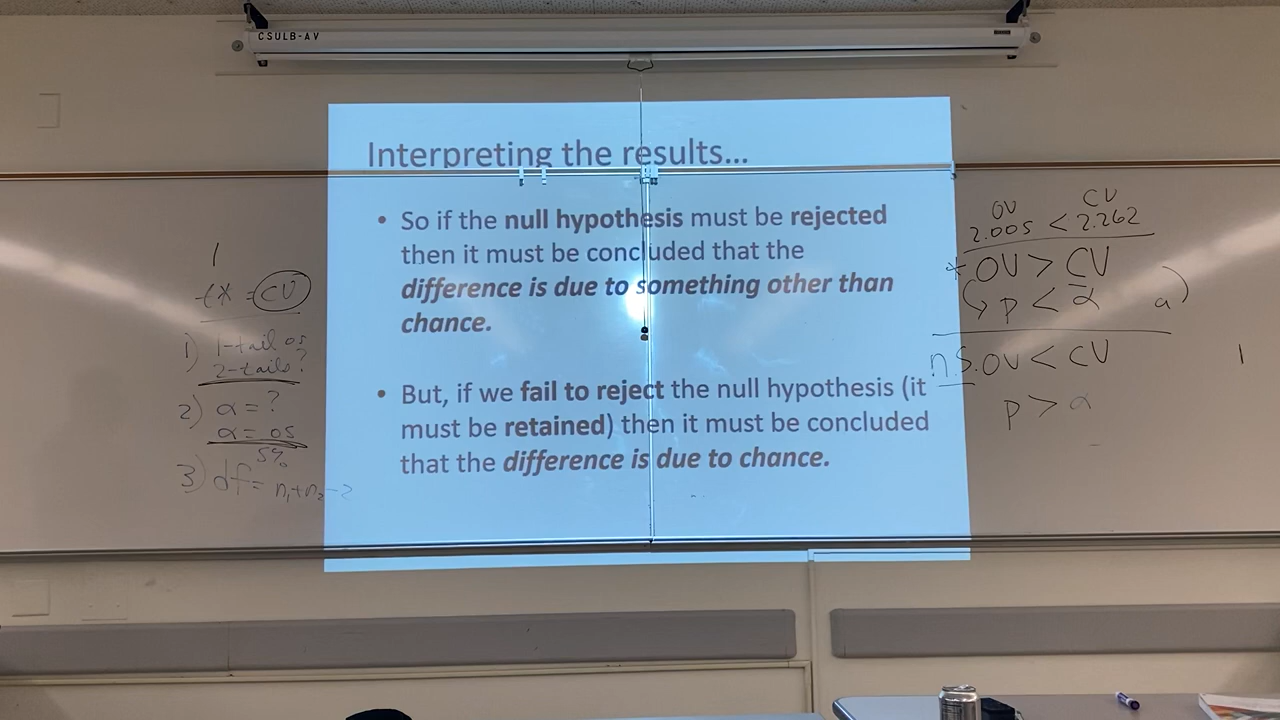 CSULB-AV
Interpreting the results...
• So if the null hypothesis must be rejected
then it must be concluded that the
difference is due to something other than
chance.
• But, if we fail to reject the null hypothesis (it
must be retained) then it must be concluded
that the difference is due to chance.
= CV
1) 1-tail or
2-tails?
2) α = ?
α = .05
5%
3) df = n₁+n₂-2
OV CV
2.005 < 2.262
* OV > CV
↳ p < α a)
n.s. OV < CV
p > α